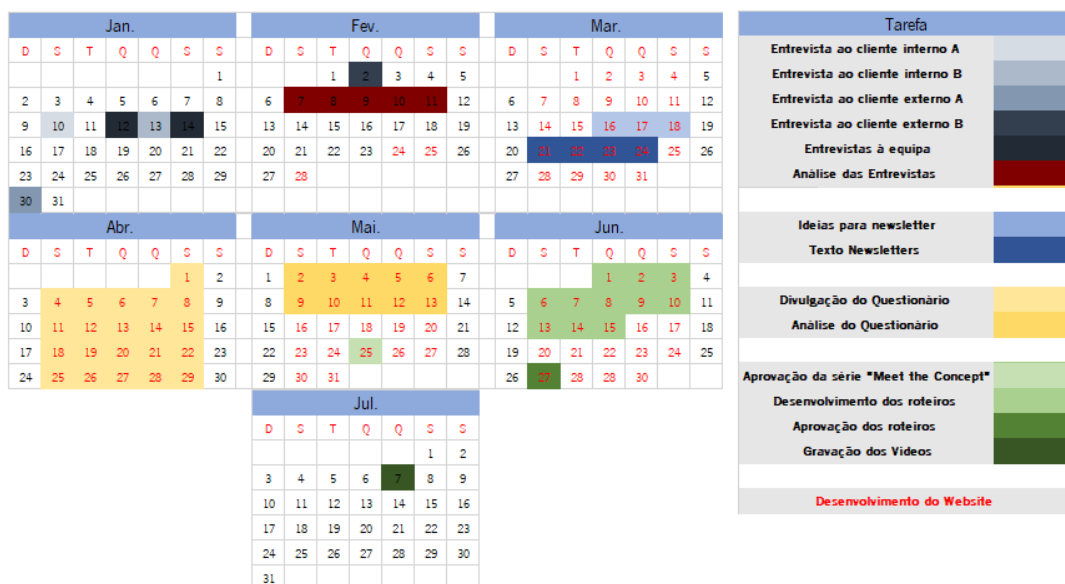 Jan.
D S T Q Q S S
1
2 3 4 5 6 7 8
9 10 11 12 13 14 15
16 17 18 19 20 21 22
23 24 25 26 27 28 29
30 31
Fev.
D S T Q Q S S
1 2 3 4 5
6 7 8 9 10 11 12
13 14 15 16 17 18 19
20 21 22 23 24 25 26
27 28
Mar.
D S T Q Q S S
1 2 3 4 5
6 7 8 9 10 11 12
13 14 15 16 17 18 19
20 21 22 23 24 25 26
27 28 29 30 31
Abr.
D S T Q Q S S
1 2
3 4 5 6 7 8 9
10 11 12 13 14 15 16
17 18 19 20 21 22 23
24 25 26 27 28 29 30
Mai.
D S T Q Q S S
1 2 3 4 5 6 7
8 9 10 11 12 13 14
15 16 17 18 19 20 21
22 23 24 25 26 27 28
29 30 31
Jun.
D S T Q Q S S
1 2 3 4
5 6 7 8 9 10 11
12 13 14 15 16 17 18
19 20 21 22 23 24 25
26 27 28 28 30
Jul.
D S T Q Q S S
1 2
3 4 5 6 7 8 9
10 11 12 13 14 15 16
17 18 19 20 21 22 23
24 25 26 27 28 29 30
31
Tarefa
Entrevista ao cliente interno A
Entrevista ao cliente interno B
Entrevista ao cliente externo A
Entrevista ao cliente externo B
Entrevistas à equipa
Análise das Entrevistas
Ideias para newsletter
Texto Newsletters
Divulgação do Questionário
Análise do Questionário
Aprovação da série "Meet the Concept"
Desenvolvimento dos roteiros
Aprovação dos roteiros
Gravação dos Videos
Desenvolvimento do Website